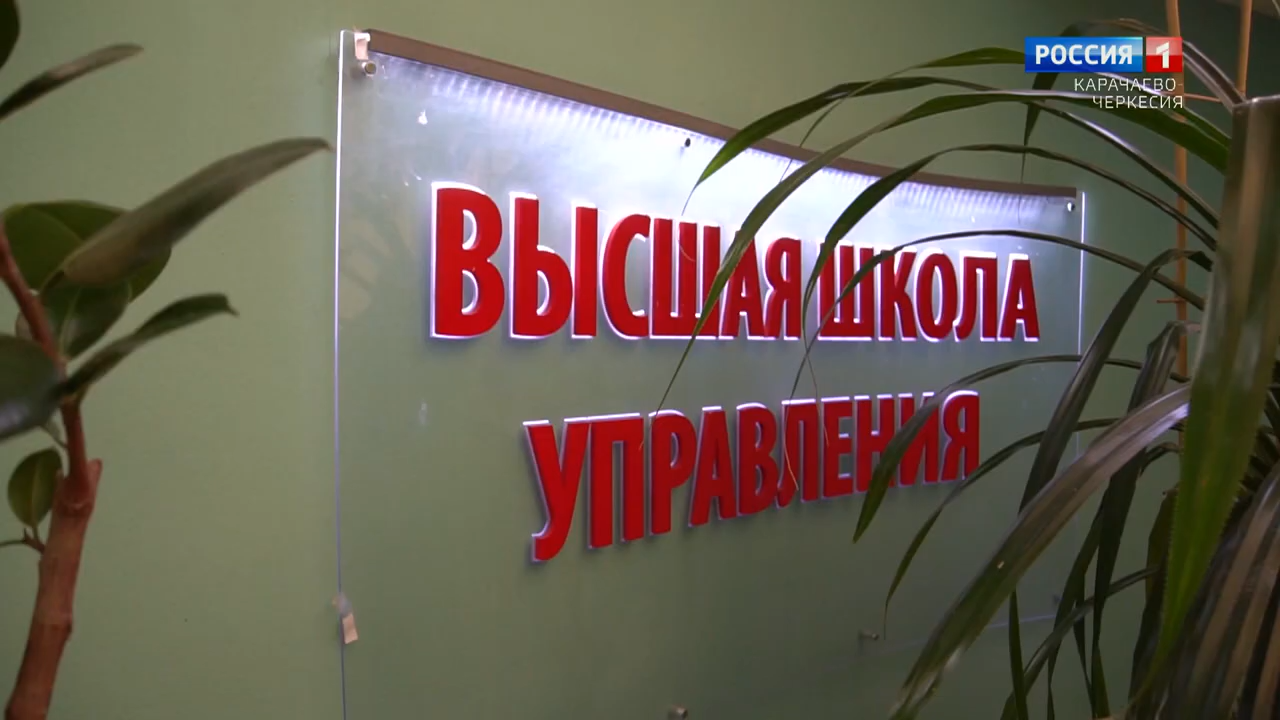 РОССИЯ 1
КАРАЧАЕВО-
ЧЕРКЕСИЯ
ВЫСШАЯ ШКОЛА
УПРАВЛЕНИЯ